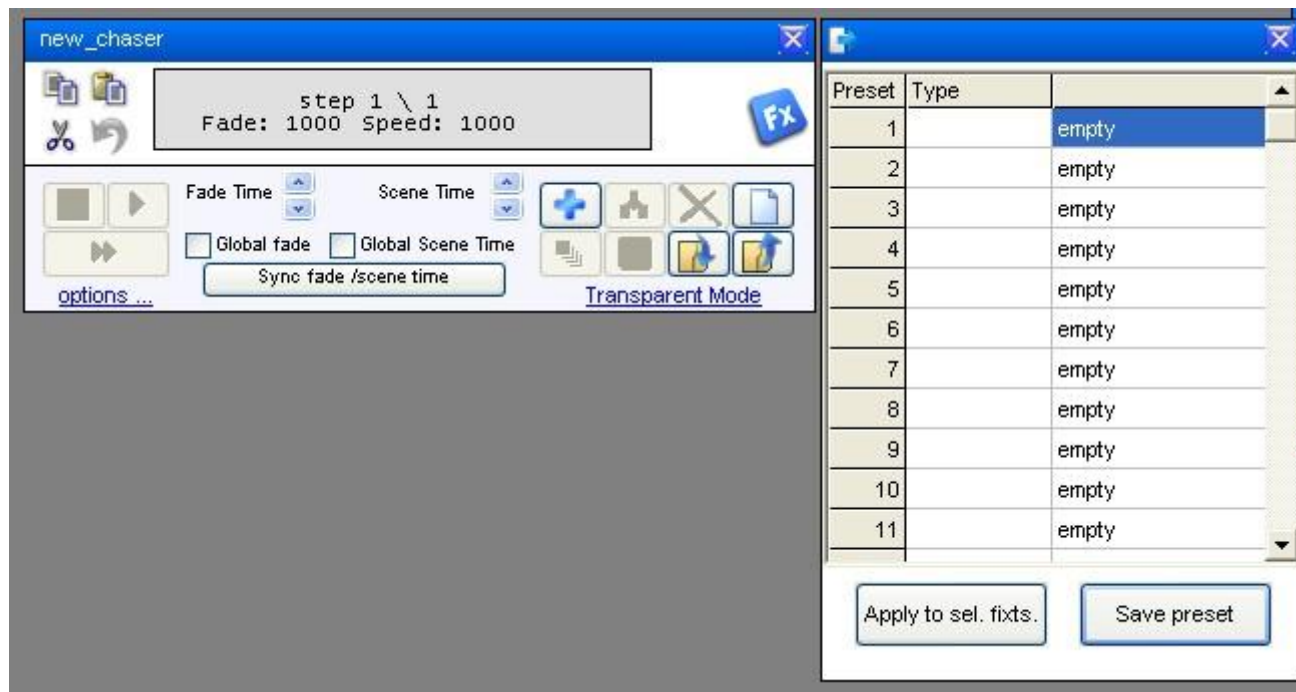 new_chaser
step 1 \ 1
Fade: 1000 Speed: 1000
Fx
Fade Time Scene Time
Global fade Global Scene Time
Sync fade /scene time
options ... Transparent Mode
Preset Type
1 empty
2 empty
3 empty
4 empty
5 empty
6 empty
7 empty
8 empty
9 empty
10 empty
11 empty
Apply to sel. fixts. Save preset